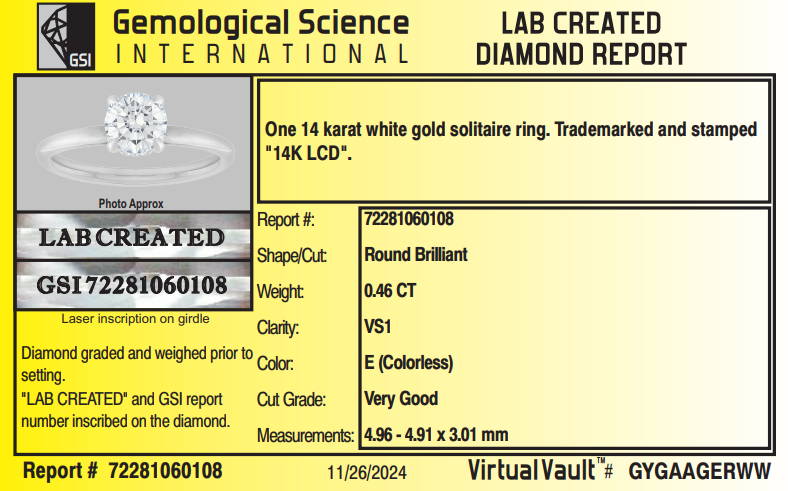 GSI
Gemological Science
INTERNATIONAL
LAB CREATED
DIAMOND REPORT
One 14 karat white gold solitaire ring. Trademarked and stamped
"14K LCD".
Photo Approx
LAB CREATED
GSI 72281060108
Laser inscription on girdle
Diamond graded and weighed prior to
setting.
"LAB CREATED" and GSI report
number inscribed on the diamond.
Report #: 72281060108
Shape/Cut: Round Brilliant
Weight: 0.46 CT
Clarity: VS1
Color: E (Colorless)
Cut Grade: Very Good
Measurements: 4.96 - 4.91 x 3.01 mm
Report # 72281060108
11/26/2024
VirtualVault™# GYGAAGERWW